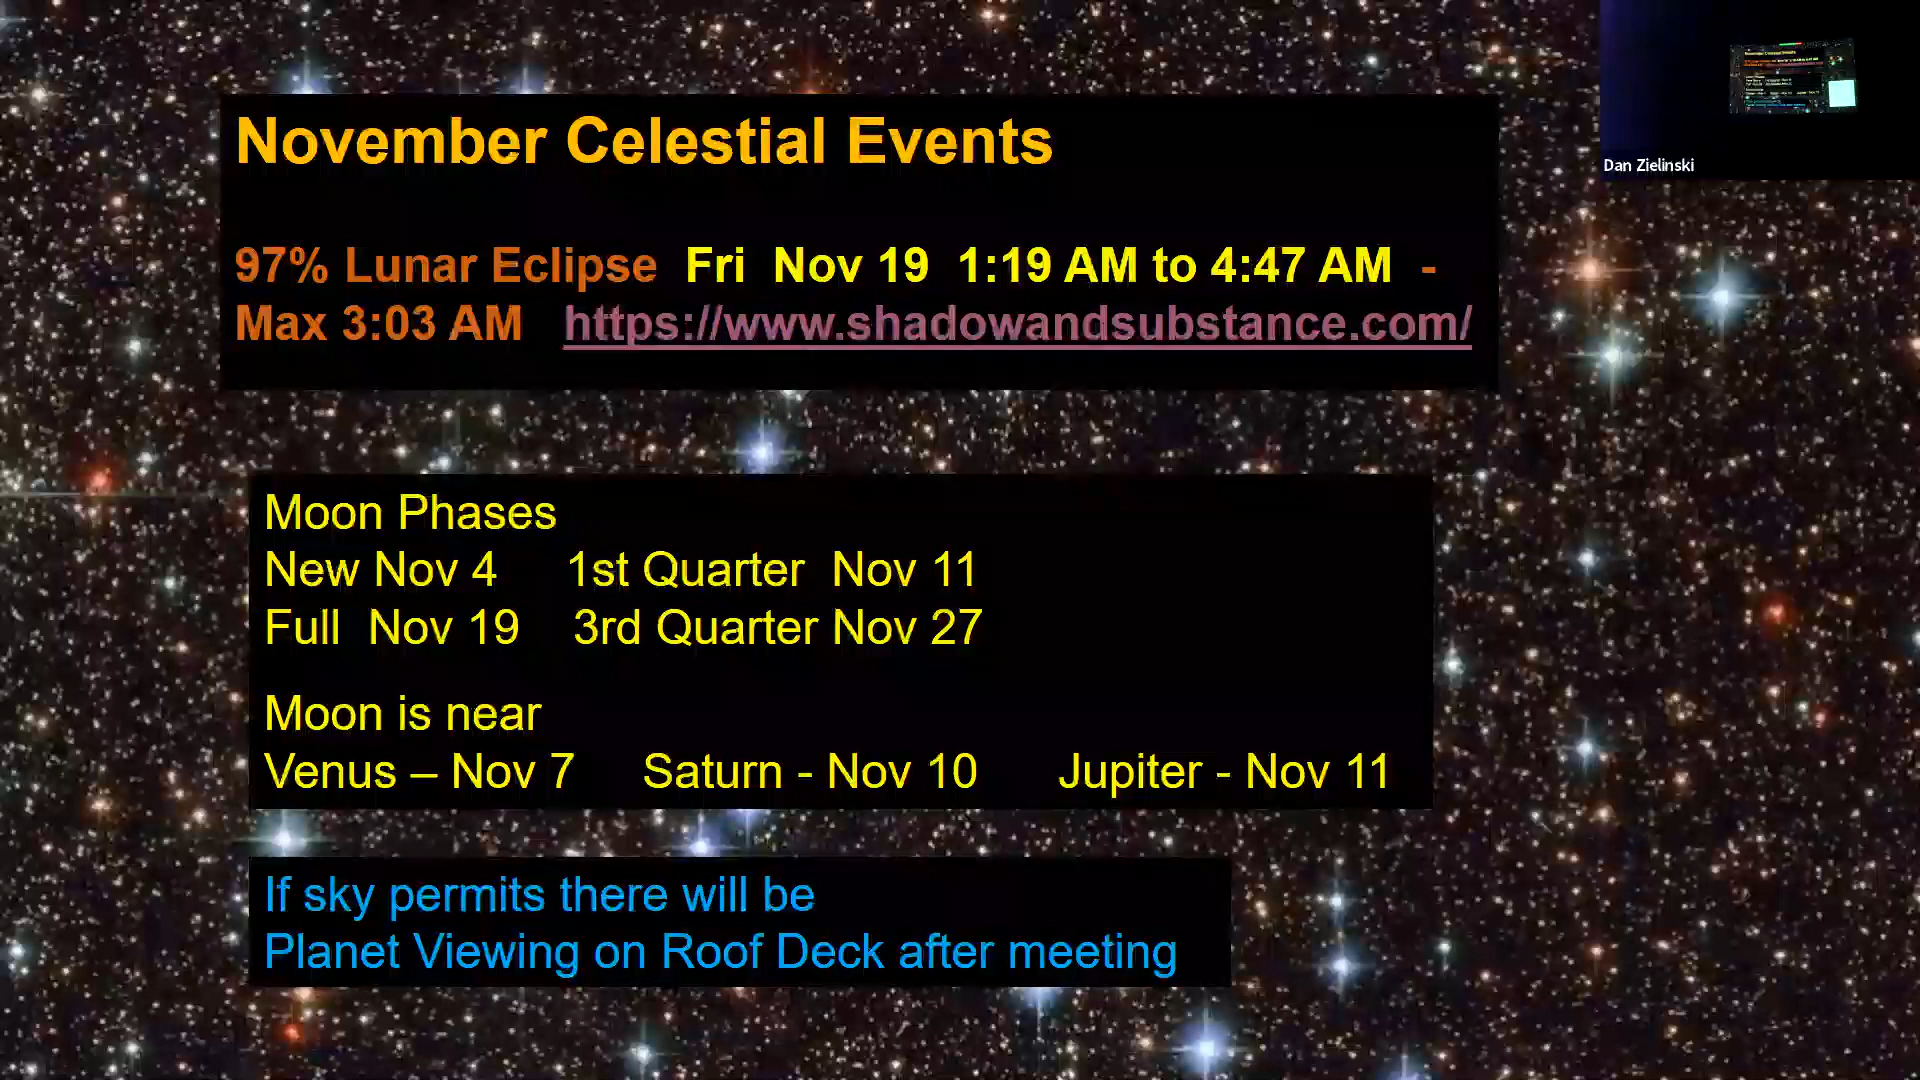 November Celestial Events
97% Lunar Eclipse Fri Nov 19 1:19 AM to 4:47 AM -
Max 3:03 AM https://www.shadowandsubstance.com/
Moon Phases
New Nov 4 1st Quarter Nov 11
Full Nov 19 3rd Quarter Nov 27
Moon is near
Venus – Nov 7 Saturn - Nov 10 Jupiter - Nov 11
If sky permits there will be
Planet Viewing on Roof Deck after meeting
Dan Zielinski